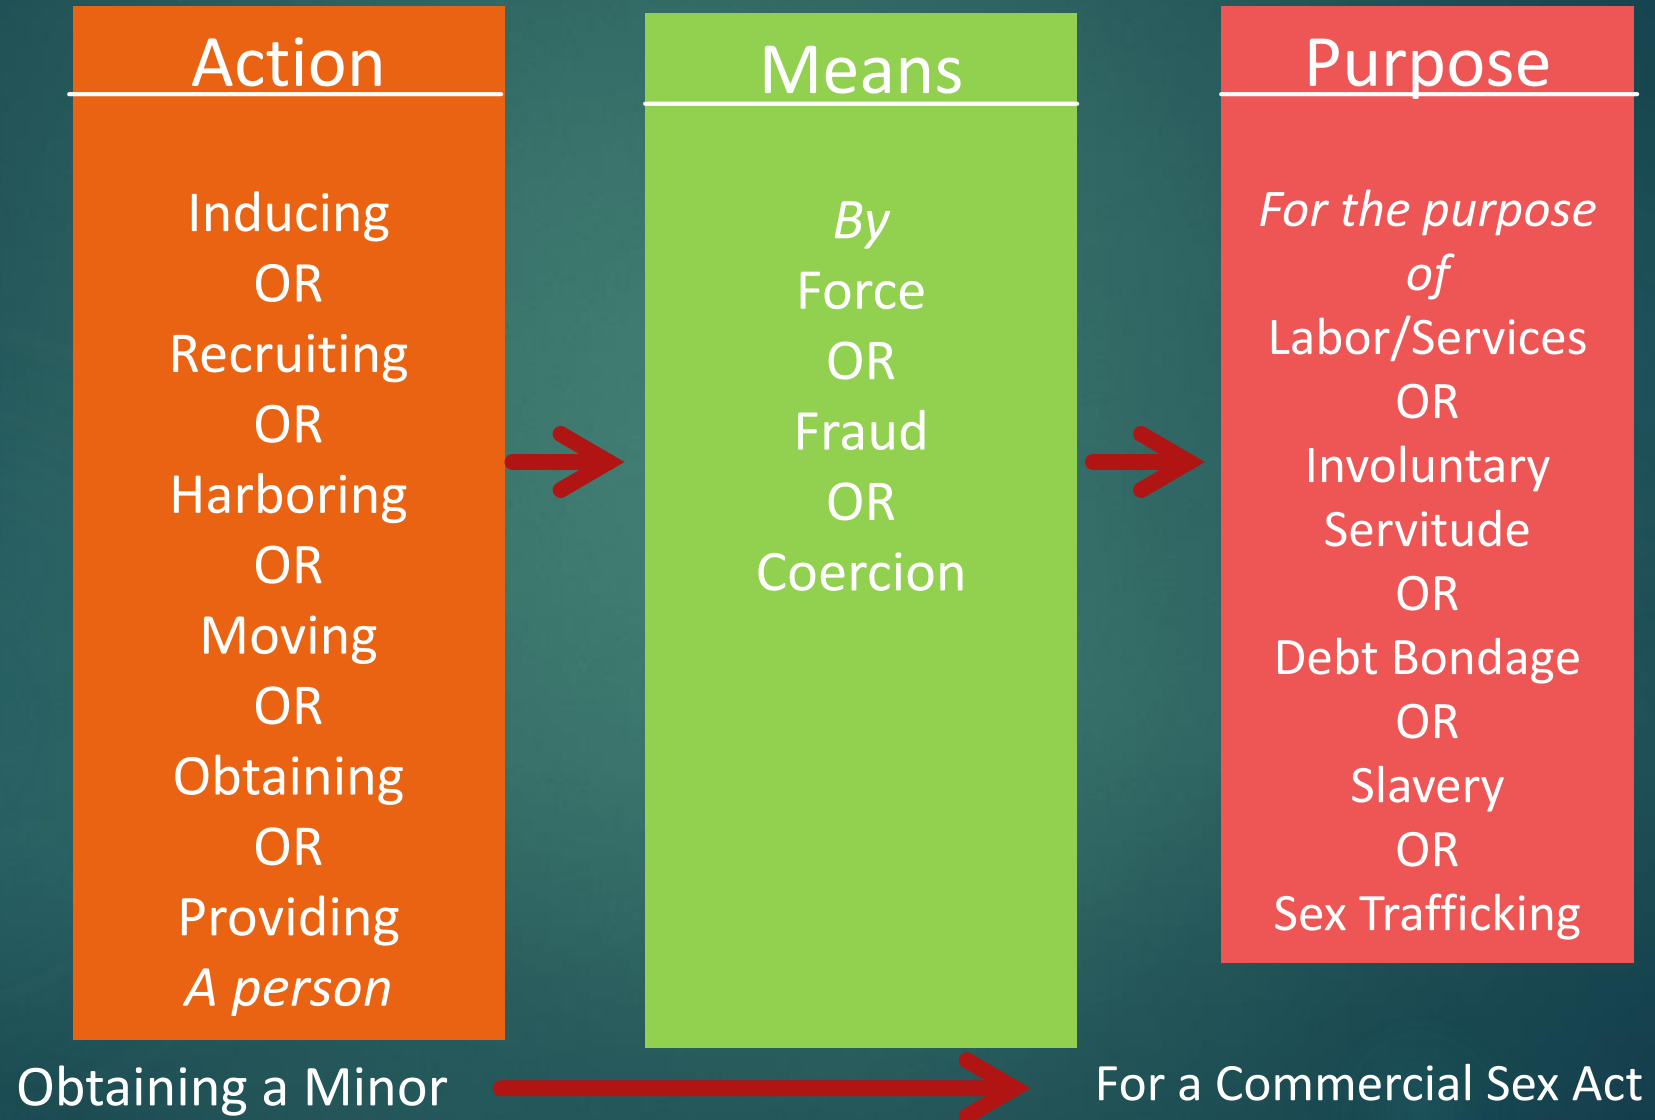 Action
Inducing
OR
Recruiting
OR
Harboring
OR
Moving
OR
Obtaining
OR
Providing
A person
Means
By
Force
OR
Fraud
OR
Coercion
Purpose
For the purpose
of
Labor/Services
OR
Involuntary
Servitude
OR
Debt Bondage
OR
Slavery
OR
Sex Trafficking
Obtaining a Minor
For a Commercial Sex Act